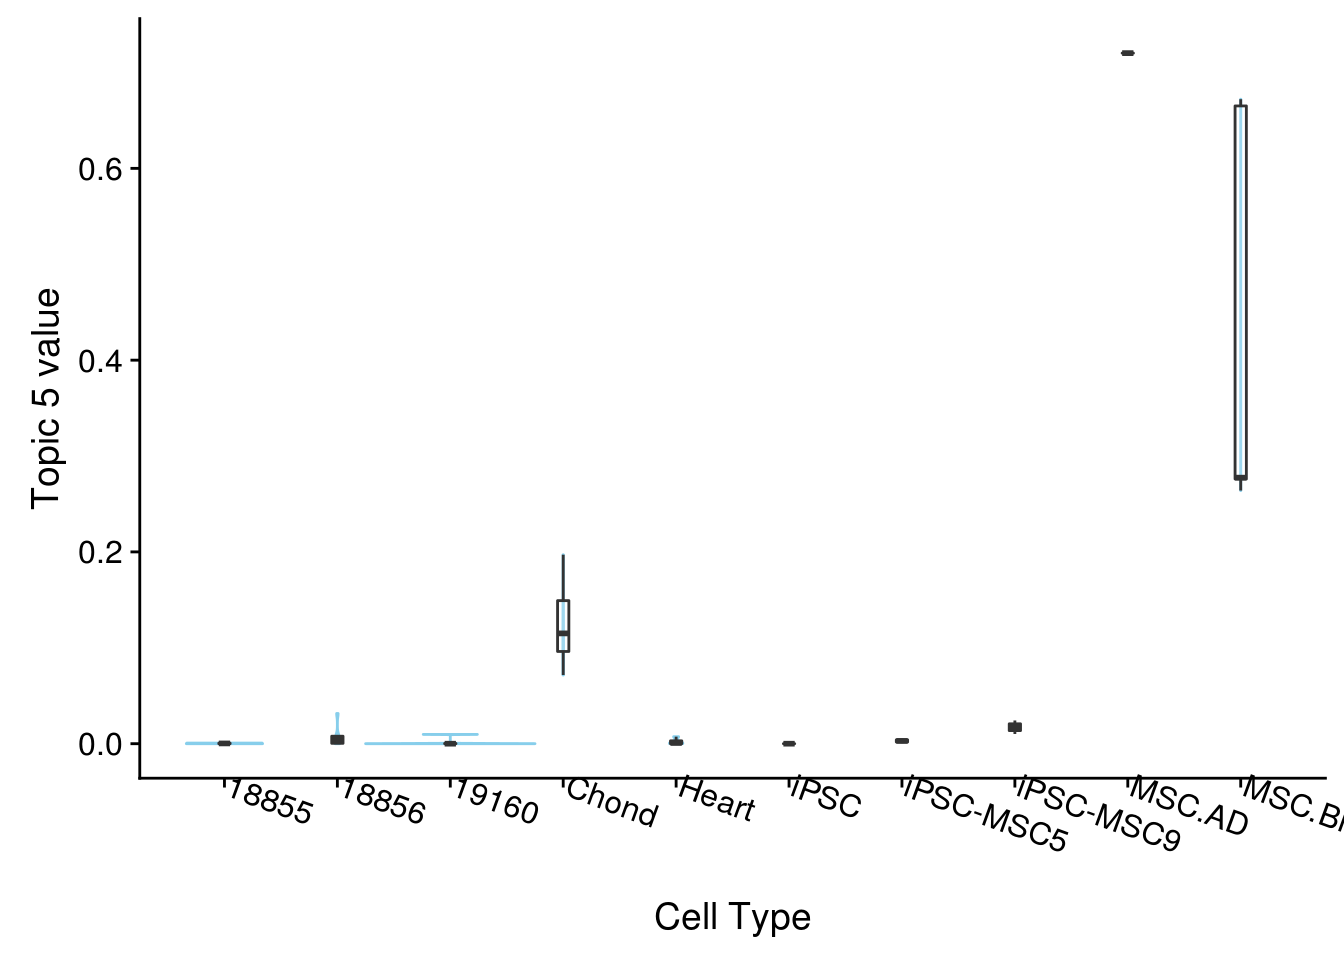 Topic 5 value
0.6
0.4
0.2
0.0
18855
18856
19160
Chond
Heart
iPSC
iPSC-MSC5
iPSC-MSC9
MSC.AD
Cell Type